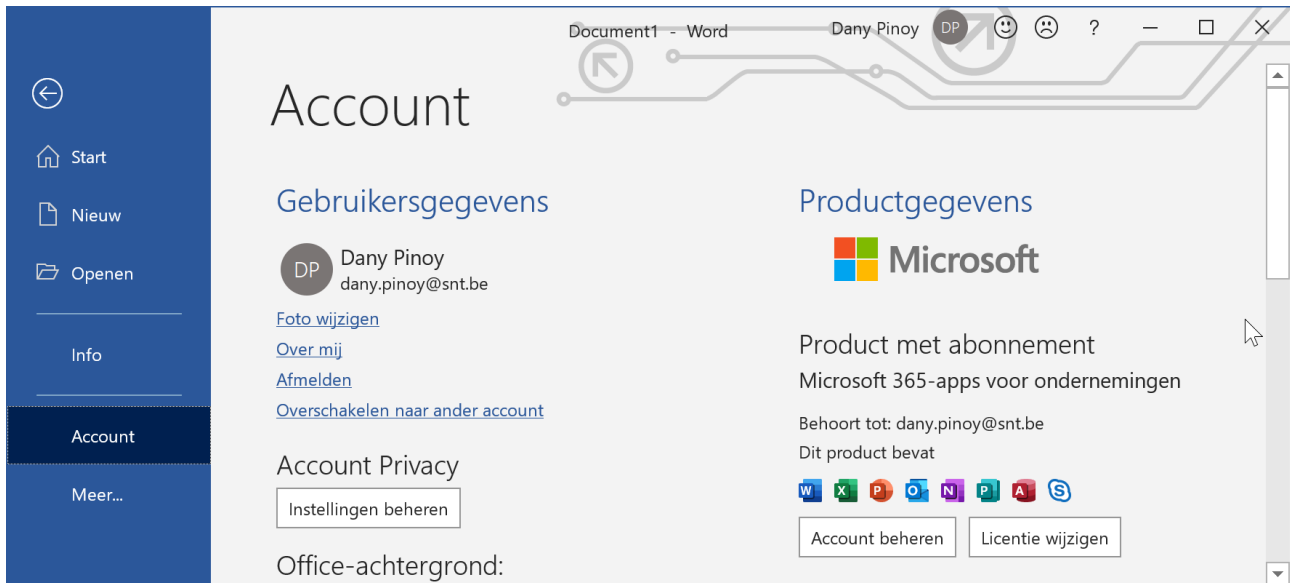 Document1 - Word
Dany Pinoy DP ?
Account
Start
Nieuw
Openen
Info
Account
Meer...
Gebruikersgegevens
DP
Dany Pinoy
dany.pinoy@snt.be
Foto wijzigen
Over mij
Afmelden
Overschakelen naar ander account
Account Privacy
Instellingen beheren
Office-achtergrond:
Productgegevens
Microsoft
Product met abonnement
Microsoft 365-apps voor ondernemingen
Behoort tot: dany.pinoy@snt.be
Dit product bevat
W X P O N P A S
Account beheren
Licentie wijzigen